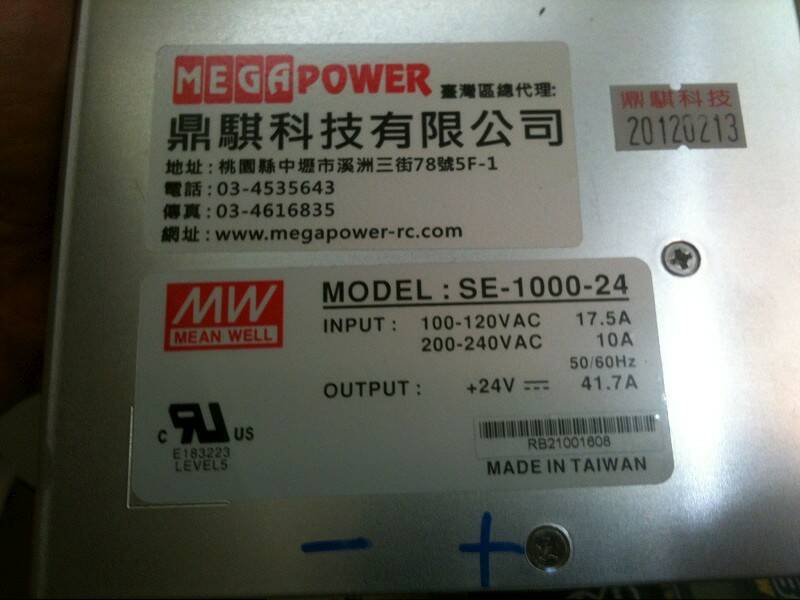 MEGAPOWER 臺灣區總代理:
鼎騏科技有限公司
地址:桃園縣中壢市溪洲三街78號5F-1
電話:03-4535643
傳真:03-4616835
網址:www.megapower-rc.com
鼎騏科技
20120213
MW
MEAN WELL
MODEL : SE-1000-24
INPUT : 100-120VAC 17.5A
200-240VAC 10A
50/60Hz
OUTPUT : +24V ⎓ 41.7A
C RU US
E183223
LEVEL5
RB21001608
MADE IN TAIWAN
− +